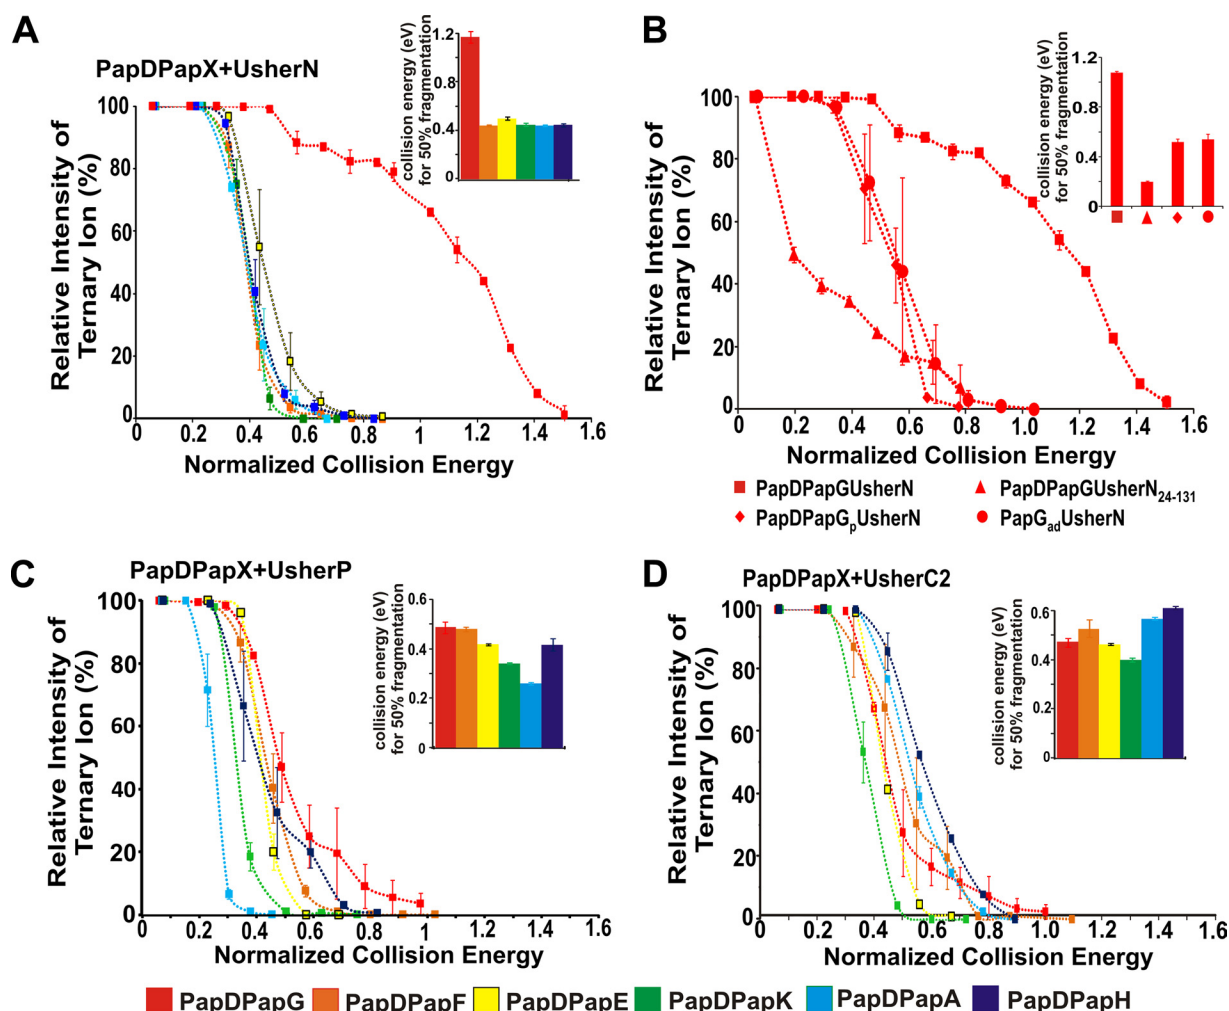 A
PapDPapX+UsherN
Relative Intensity of
Ternary Ion (%)
100
80
60
40
20
0
0.2
0.4
0.6
0.8
1
1.2
1.4
1.6
Normalized Collision Energy
collision energy (eV)
for 50% fragmentation
1.2
0.8
0.4
0
B
Relative Intensity of
Ternary Ion (%)
100
80
60
40
20
0
0.2
0.4
0.6
0.8
1.0
1.2
1.4
1.6
Normalized Collision Energy
collision energy (eV)
for 50% fragmentation
1.2
0.8
0.4
0
PapDPapGUsherN
PapDPapGUsherN24-131
PapDPapGpUsherN
PapGadUsherN
C
PapDPapX+UsherP
Relative Intensity of
Ternary Ion (%)
100
80
60
40
20
0
0.2
0.4
0.6
0.8
1.0
1.2
1.4
1.6
Normalized Collision Energy
collision energy (eV)
for 50% fragmentation
0.6
0.4
0.2
0
D
PapDPapX+UsherC2
Relative Intensity of
Ternary Ion (%)
100
80
60
40
20
0
0.2
0.4
0.6
0.8
1.0
1.2
1.4
1.6
Normalized Collision Energy
collision energy (eV)
for 50% fragmentation
0.6
0.4
0.2
0
PapDPapG PapDPapF PapDPapE PapDPapK PapDPapA PapDPapH